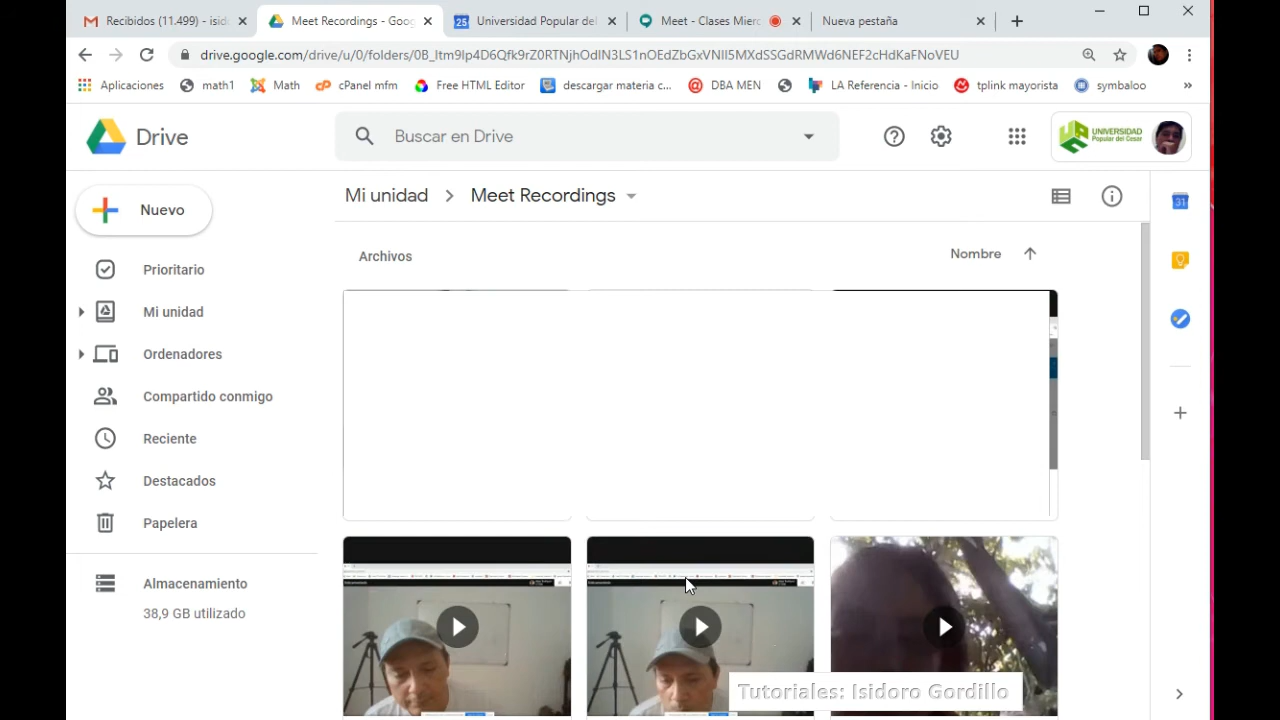 Recibidos (11.499) - isid
Meet Recordings - Goog
25 Universidad Popular del
Meet - Clases Mierc
Nueva pestaña
drive.google.com/drive/u/0/folders/
Aplicaciones
math1
Math
cPanel mfm
Free HTML Editor
descargar materia c...
DBA MEN
LA Referencia - Inicio
tplink mayorista
symbaloo
»
Drive
Buscar en Drive
UNIVERSIDAD
Popular del Cesar
Nuevo
Mi unidad
Meet Recordings
31
Archivos
Nombre
Prioritario
Mi unidad
Ordenadores
Compartido conmigo
Reciente
Destacados
Papelera
Almacenamiento
38,9 GB utilizado
Tutoriales: Isidoro Gordillo